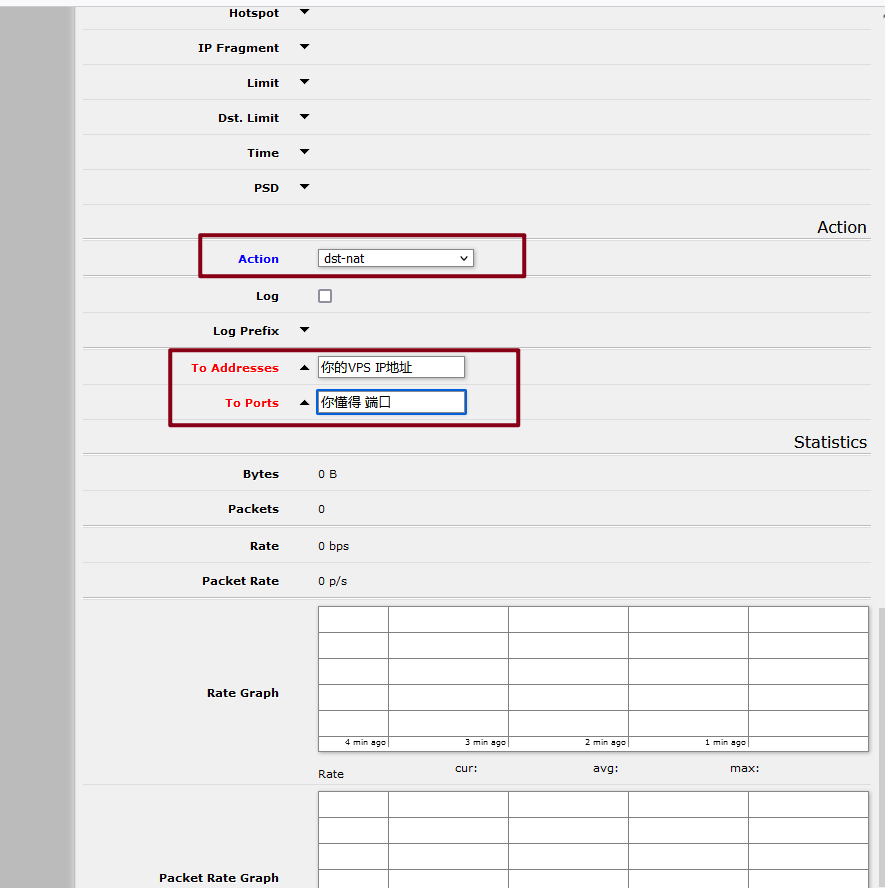 Hotspot
IP Fragment
Limit
Dst. Limit
Time
PSD
Action
Action dst-nat
Log
Log Prefix
To Addresses 你的VPS IP地址
To Ports 你懂得 端口
Statistics
Bytes 0 B
Packets 0
Rate 0 bps
Packet Rate 0 p/s
Rate Graph
4 min ago 3 min ago 2 min ago 1 min ago
Rate cur: avg: max:
Packet Rate Graph